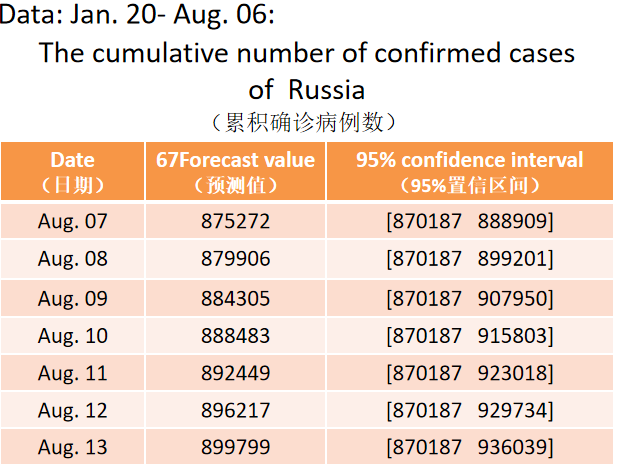 Data: Jan. 20- Aug. 06:
The cumulative number of confirmed cases
of Russia
（累积确诊病例数）
Date 67Forecast value 95% confidence interval
（日期） （预测值） （95%置信区间）
Aug. 07 875272 [870187 888909]
Aug. 08 879906 [870187 899201]
Aug. 09 884305 [870187 907950]
Aug. 10 888483 [870187 915803]
Aug. 11 892449 [870187 923018]
Aug. 12 896217 [870187 929734]
Aug. 13 899799 [870187 936039]